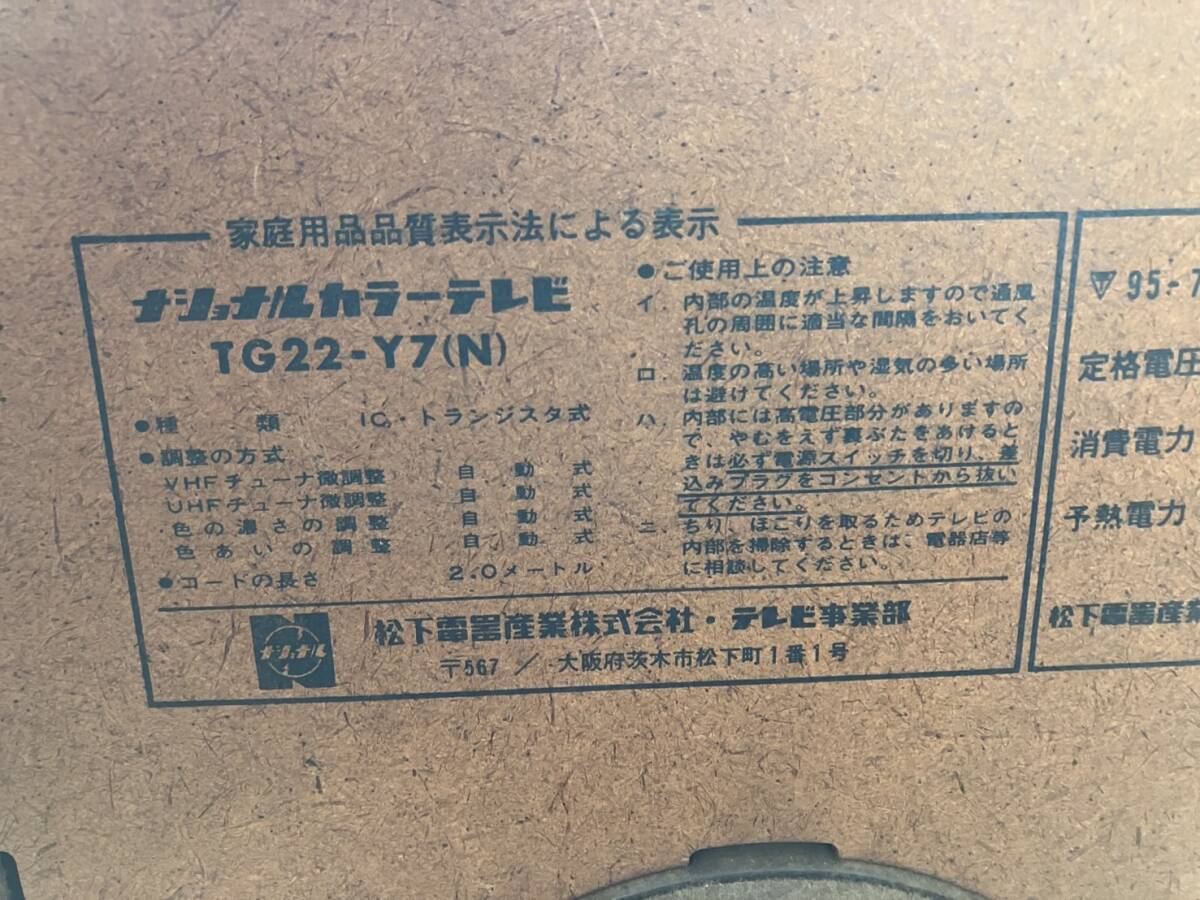 家庭用品品質表示法による表示
ナショナルカラーテレビ
TG22-Y7(N)
●種類 IC・トランジスタ式
●調整の方式
VHFチューナ微調整 自動式
UHFチューナ微調整 自動式
色の濃さの調整 自動式
色あいの調整 自動式
●コードの長さ 2.0メートル
●ご使用上の注意
イ. 内部の温度が上昇しますので通風
孔の周囲に適当な間隔をおいてく
ださい。
ロ. 温度の高い場所や湿気の多い場所
は避けてください。
ハ. 内部には高電圧部分がありますの
で、やむをえず裏ぶたをあけると
きは必ず電源スイッチを切り、差
込みプラグをコンセントから抜い
てください。
ニ. ちり、ほこりを取るためテレビの
内部を掃除するときは、電器店等
に相談してください。
ナショナル
松下電器産業株式会社・テレビ事業部
〒567 / 大阪府茨木市松下町1番1号
95-7
定格電圧
消費電力
予熱電力
松下電器産業